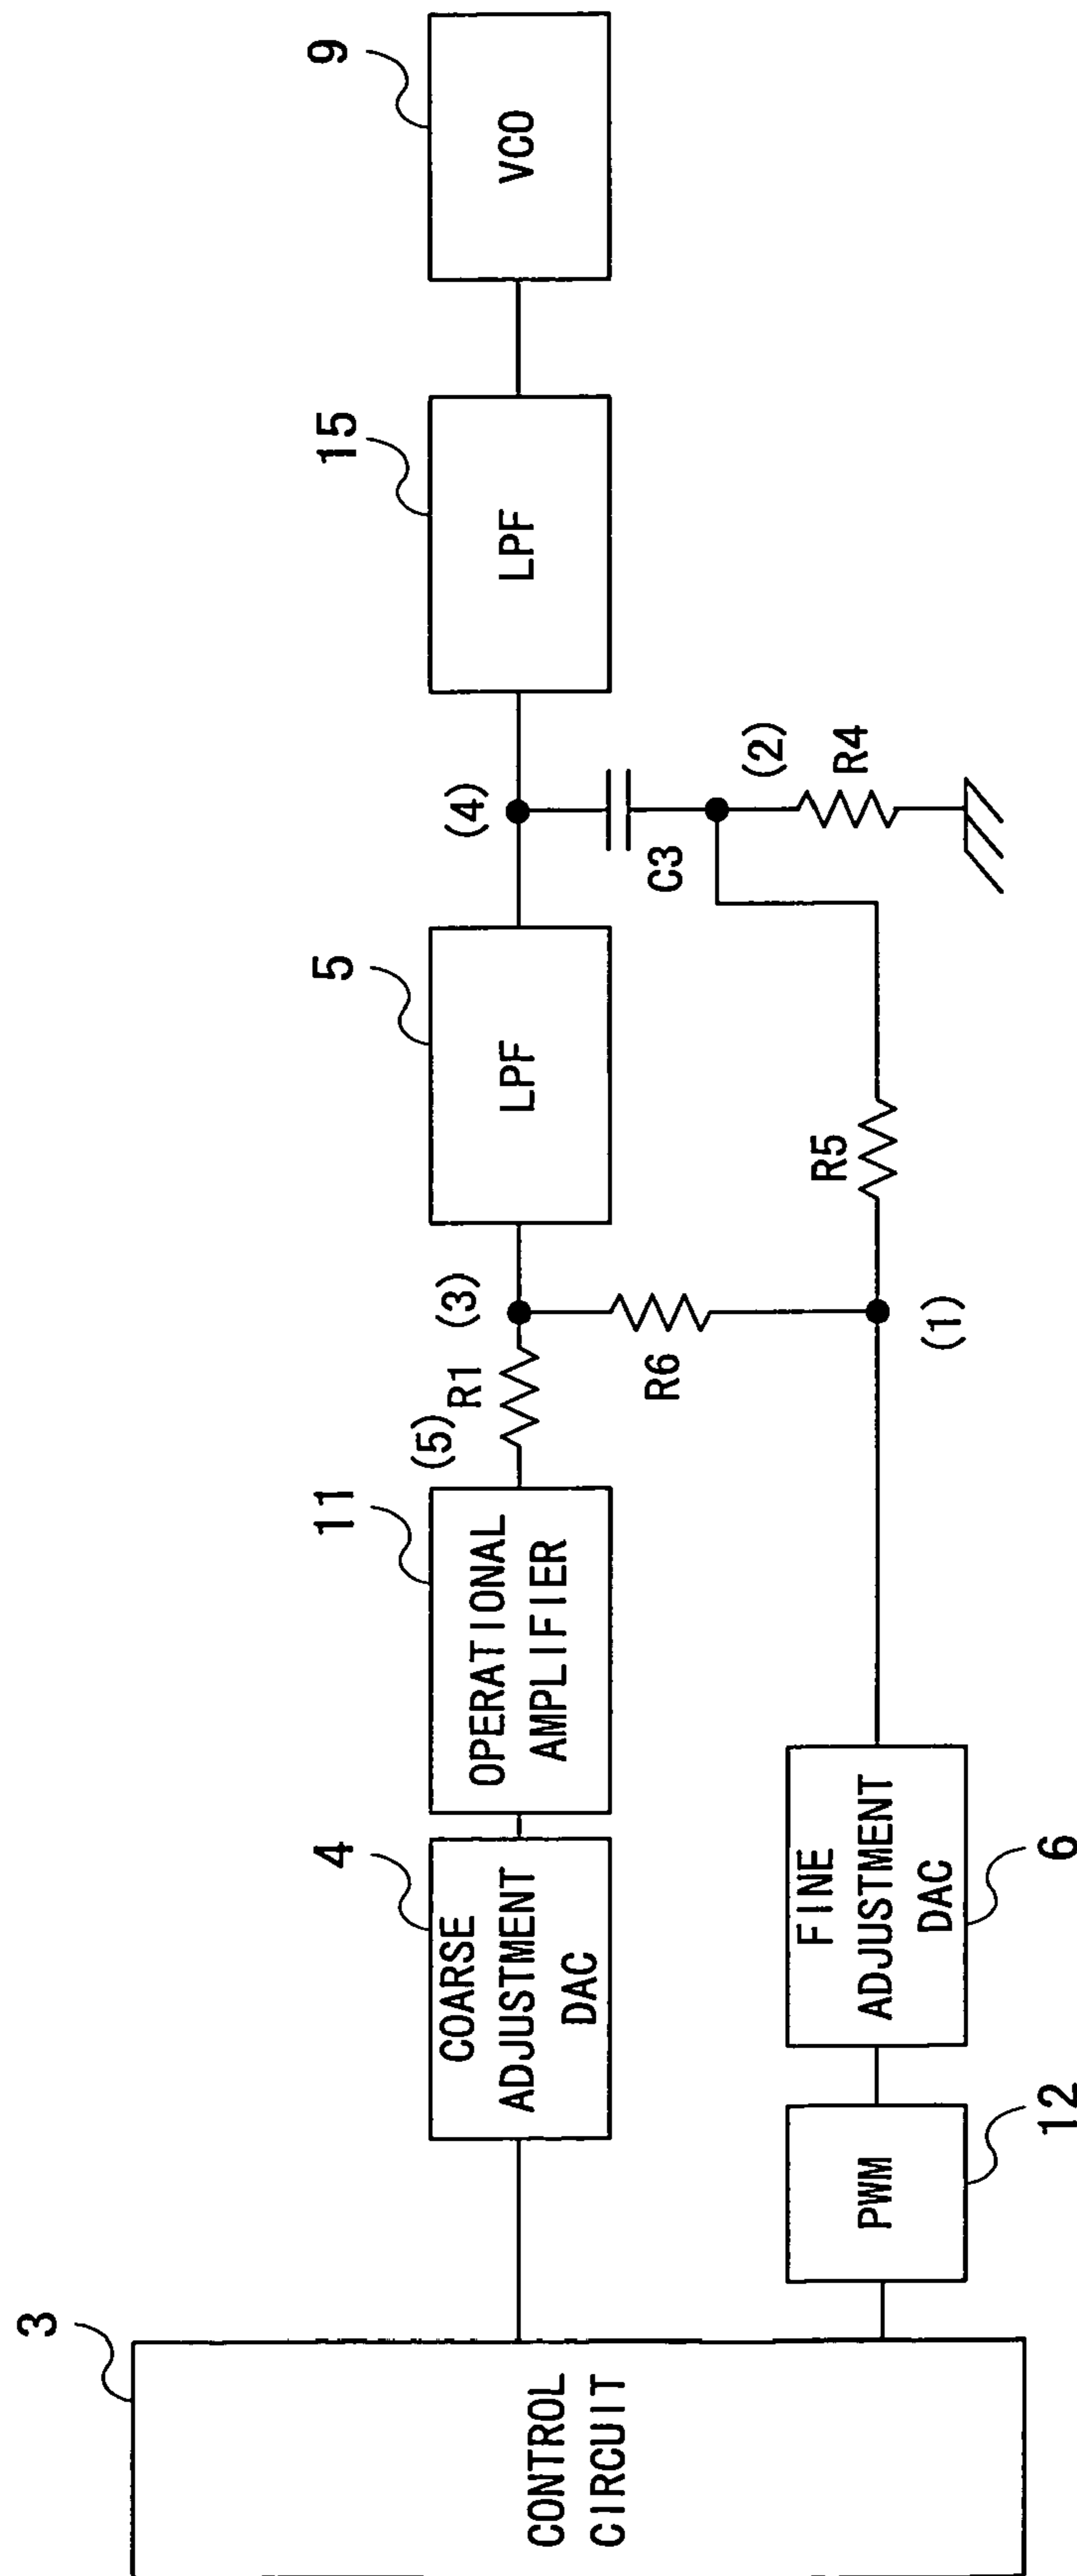 3
CONTROL
CIRCUIT
4
COARSE
ADJUSTMENT
DAC
11
OPERATIONAL
AMPLIFIER
(5)
R1
(3)
5
LPF
(4)
15
LPF
9
VCO
C3
(2)
R4
R6
R5
(1)
PWM
12
FINE
ADJUSTMENT
DAC
6